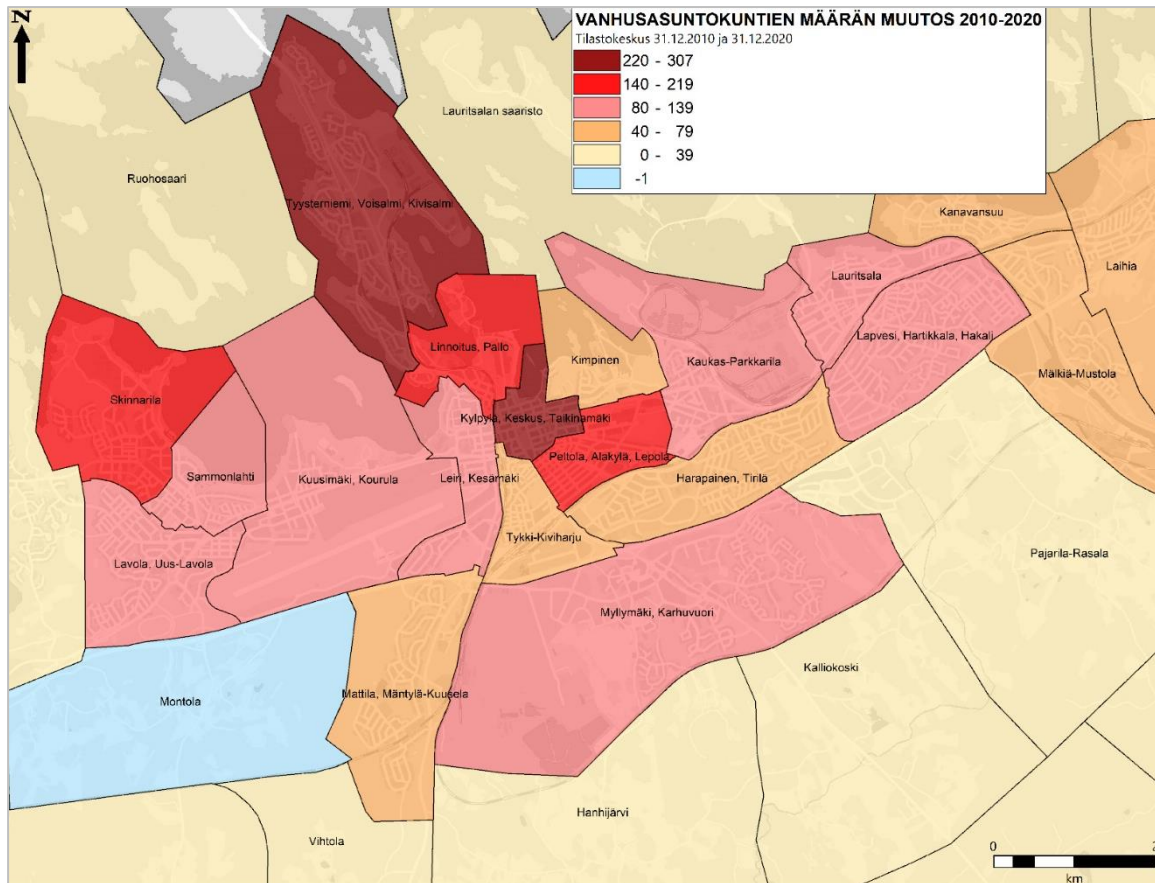 N
VANHUSASUNTOKUNTIEN MÄÄRÄN MUUTOS 2010-2020
Tilastokeskus 31.12.2010 ja 31.12.2020
220 - 307
140 - 219
80 - 139
40 - 79
0 - 39
-1
Lauritsalan saaristo
Ruohosaari
Tyysterniemi, Voisalmi, Kivisalmi
Kanavansuu
Laihia
Lauritsala
Lapvesi, Hartikkala, Hakali
Linnoitus, Pallo
Kimpinen
Kaukas-Parkkarila
Mälkiä-Mustola
Skinnarila
Kylpylä, Keskus, Taikinamäki
Peltola, Alakylä, Lepola
Sammonlahti
Kuusimäki, Kourula
Leiri, Kesämäki
Harapainen, Tirilä
Tykki-Kiviharju
Lavola, Uus-Lavola
Pajarila-Rasala
Myllymäki, Karhuvuori
Kalliokoski
Montola
Mattila, Mäntylä-Kuusela
Hanhijärvi
Vihtola
0 2
km